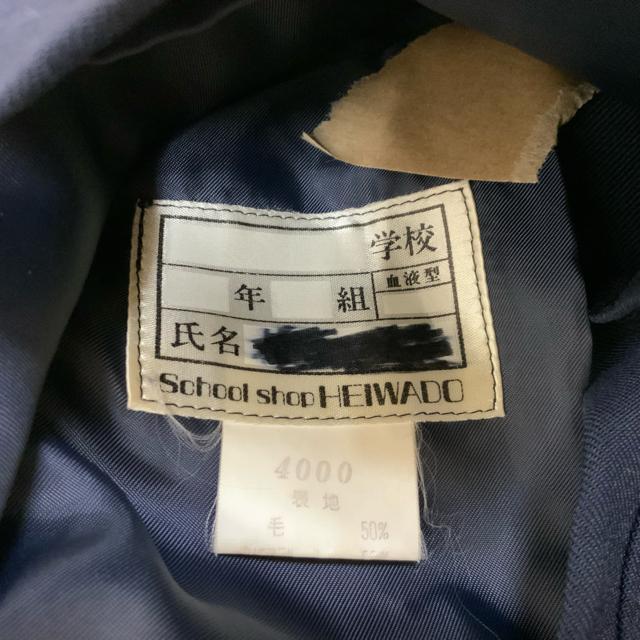 学校
年 組 血液型
氏名
School shop HEIWADO
4000
表地
毛 50%